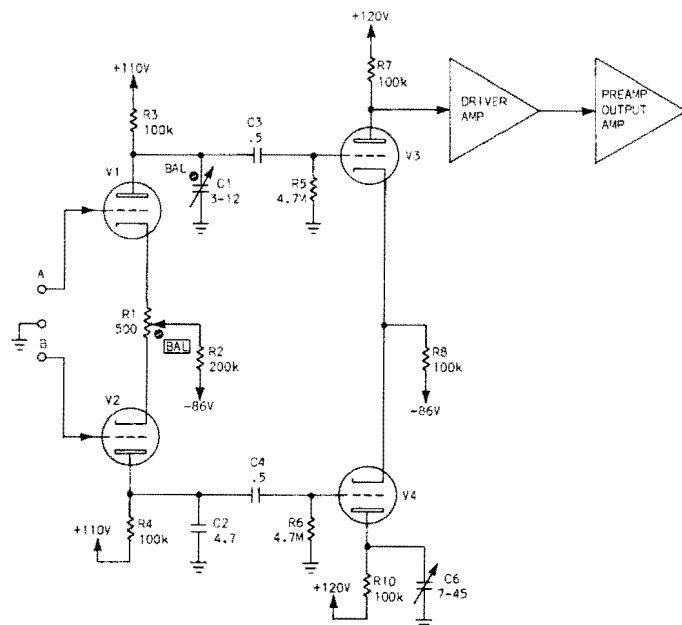 +120V
R7
100k
+110V
R3
100k
DRIVER
AMP
PREAMP
OUTPUT
AMP
C3
.5
V1
BAL
C1
3-12
R5
4.7M
V3
A
R1
500
BAL
R2
200k
-86V
R8
100k
-86V
B
V2
C4
.5
V4
+110V
R4
100k
C2
4.7
R6
4.7M
+120V
R10
100k
C6
7-45